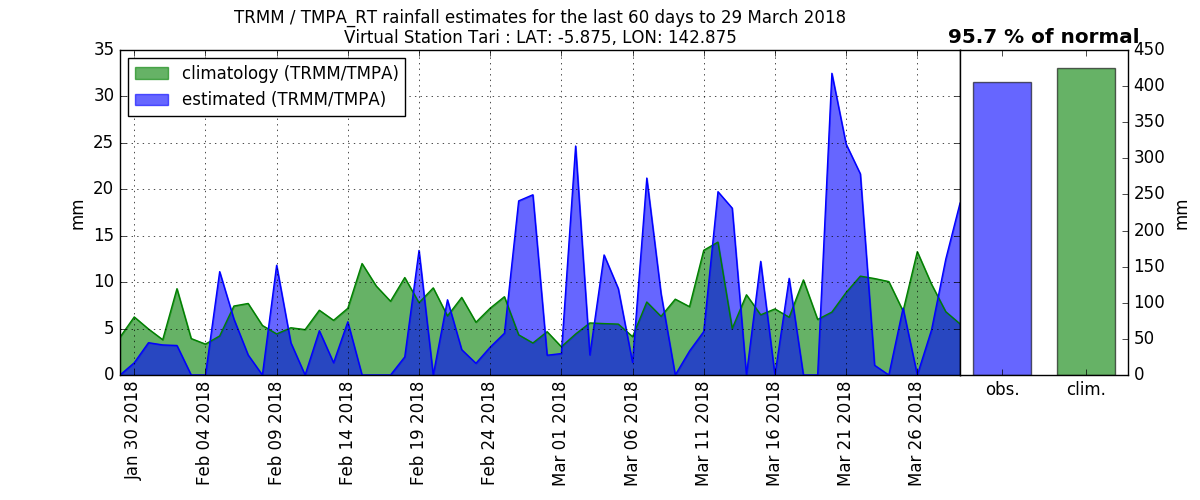 TRMM / TMPA_RT rainfall estimates for the last 60 days to 29 March 2018
Virtual Station Tari : LAT: -5.875, LON: 142.875
95.7 % of normal
climatology (TRMM/TMPA)
estimated (TRMM/TMPA)
35
30
25
20
15
10
5
0
mm
Jan 30 2018
Feb 04 2018
Feb 09 2018
Feb 14 2018
Feb 19 2018
Feb 24 2018
Mar 01 2018
Mar 06 2018
Mar 11 2018
Mar 16 2018
Mar 21 2018
Mar 26 2018
obs.
clim.
450
400
350
300
250
200
150
100
50
0
mm